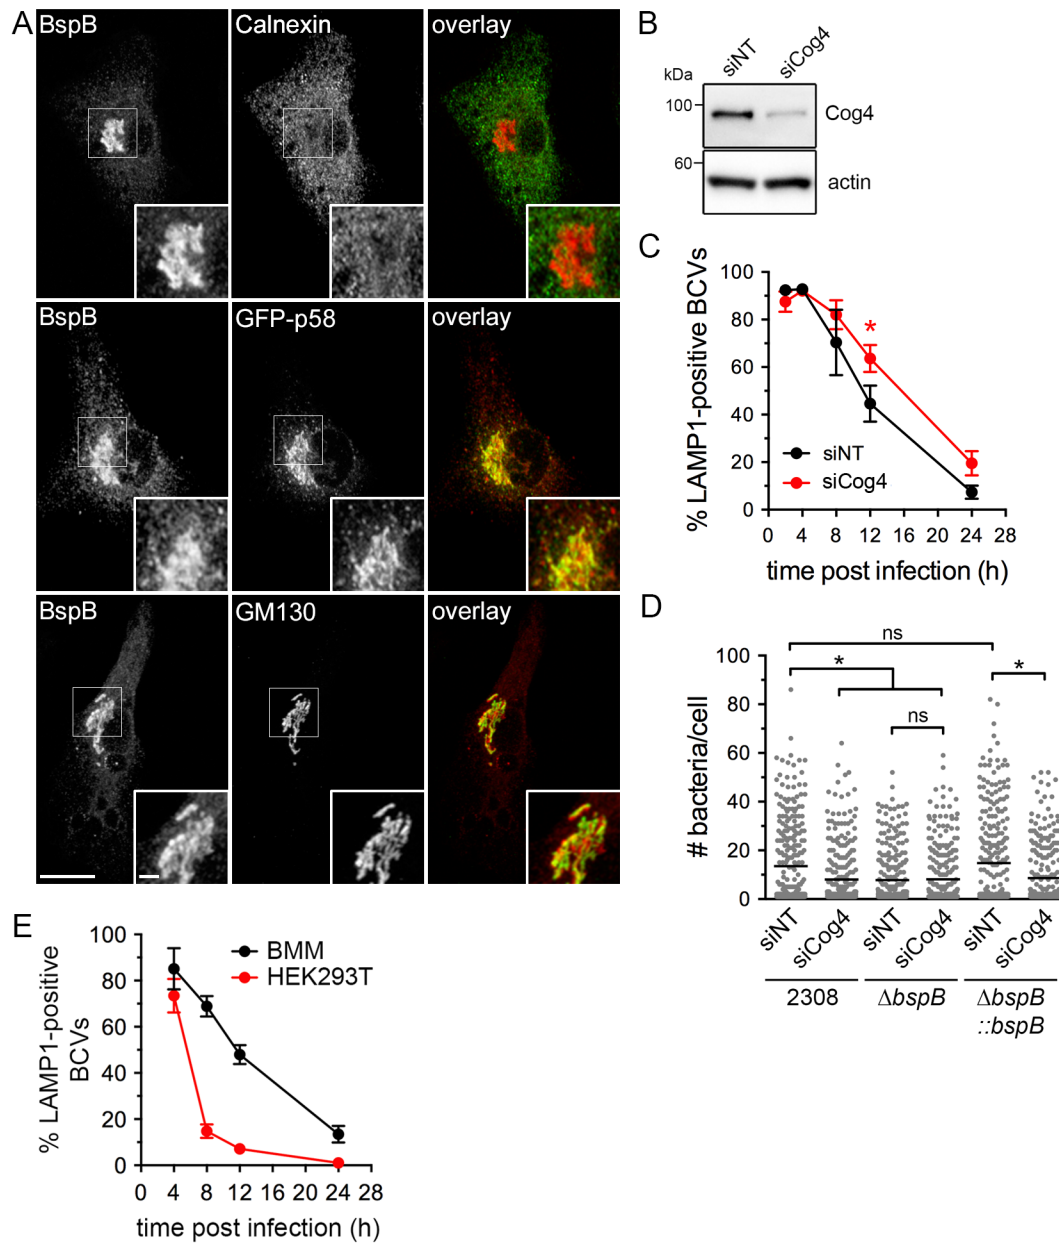 A
BspB
Calnexin
overlay
BspB
GFP-p58
overlay
BspB
GM130
overlay
B
siNT
siCog4
kDa
100
Cog4
60
actin
C
% LAMP1-positive BCVs
100
80
60
40
20
0
*
siNT
siCog4
0 4 8 12 16 20 24 28
time post infection (h)
D
# bacteria/cell
100
80
60
40
20
0
ns
*
*
ns
siNT
siCog4
siNT
siCog4
siNT
siCog4
2308
ΔbspB
ΔbspB
::bspB
E
% LAMP1-positive
BCVs
100
80
60
40
20
0
BMM
HEK293T
0 4 8 12 16 20 24 28
time post infection (h)